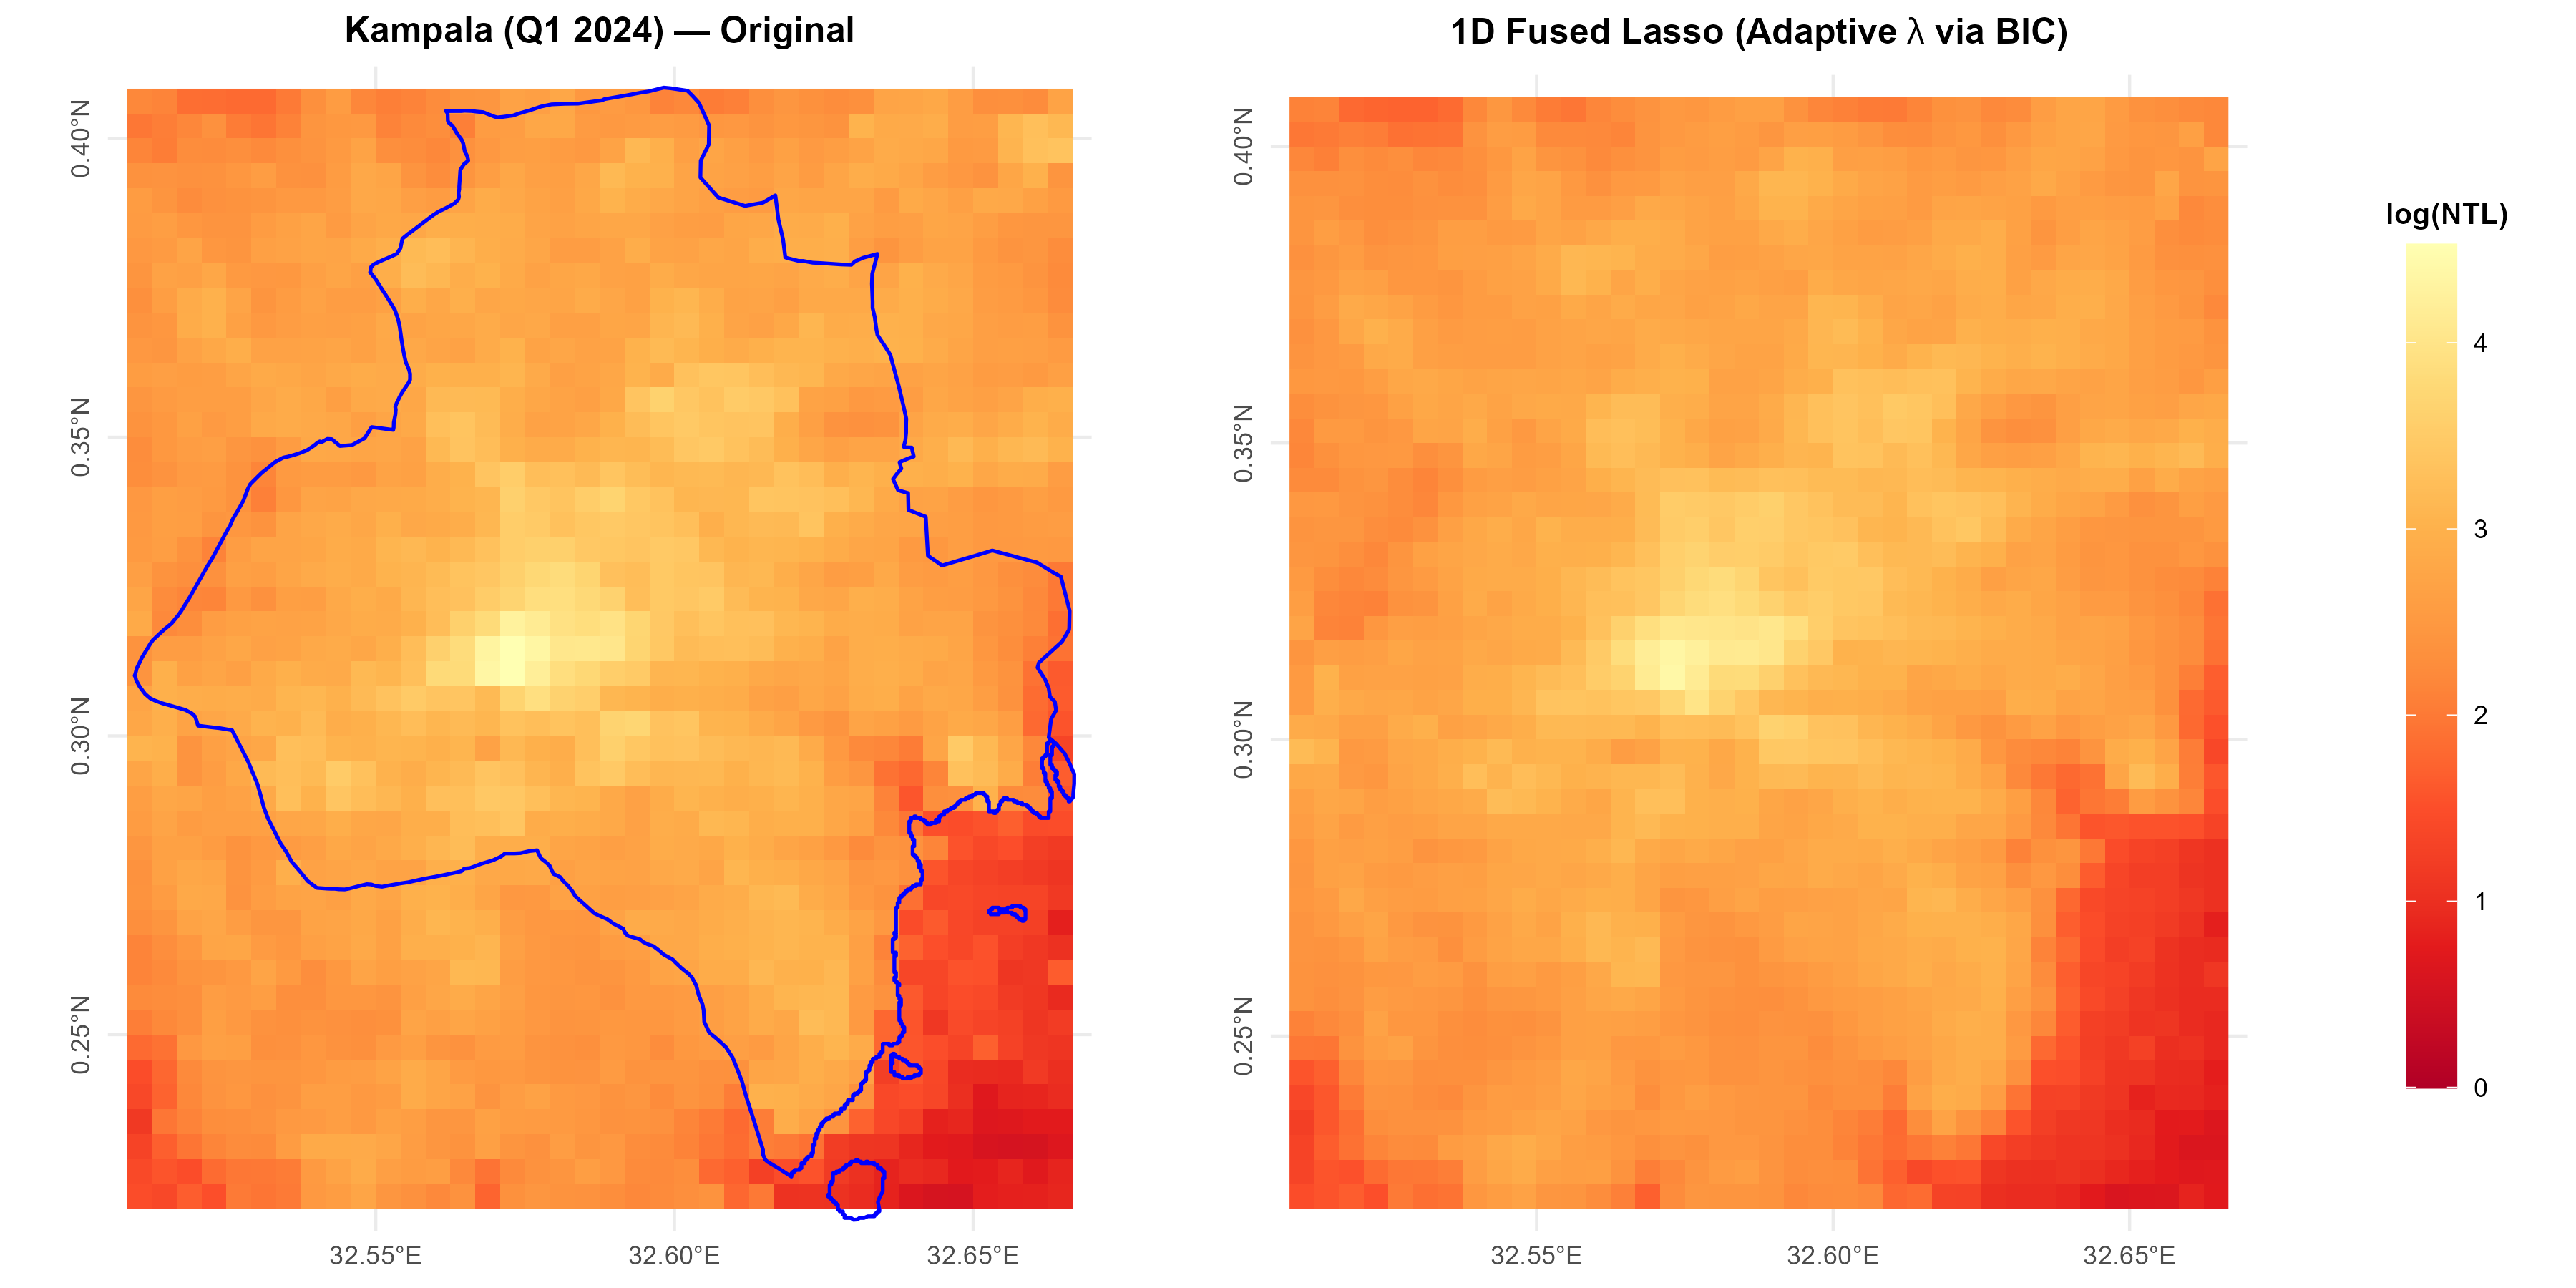 Kampala (Q1 2024) — Original
0.40°N
0.35°N
0.30°N
0.25°N
32.55°E
32.60°E
32.65°E
1D Fused Lasso (Adaptive λ via BIC)
0.40°N
0.35°N
0.30°N
0.25°N
32.55°E
32.60°E
32.65°E
log(NTL)
4
3
2
1
0